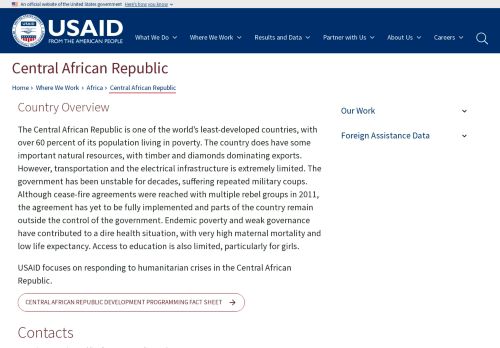 An official website of the United States government Here's how you know
USAID
FROM THE AMERICAN PEOPLE
What We Do Where We Work Results and Data Partner with Us About Us Careers
Central African Republic
Home › Where We Work › Africa › Central African Republic
Country Overview
The Central African Republic is one of the world's least-developed countries, with
over 60 percent of its population living in poverty. The country does have some
important natural resources, with timber and diamonds dominating exports.
However, transportation and the electrical infrastructure is extremely limited. The
government has been unstable for decades, suffering repeated military coups.
Although cease-fire agreements were reached with multiple rebel groups in 2011,
the agreement has yet to be fully implemented and parts of the country remain
outside the control of the government. Endemic poverty and weak governance
have contributed to a dire health situation, with very high maternal mortality and
low life expectancy. Access to education is also limited, particularly for girls.
USAID focuses on responding to humanitarian crises in the Central African
Republic.
CENTRAL AFRICAN REPUBLIC DEVELOPMENT PROGRAMMING FACT SHEET
Contacts
Our Work
Foreign Assistance Data